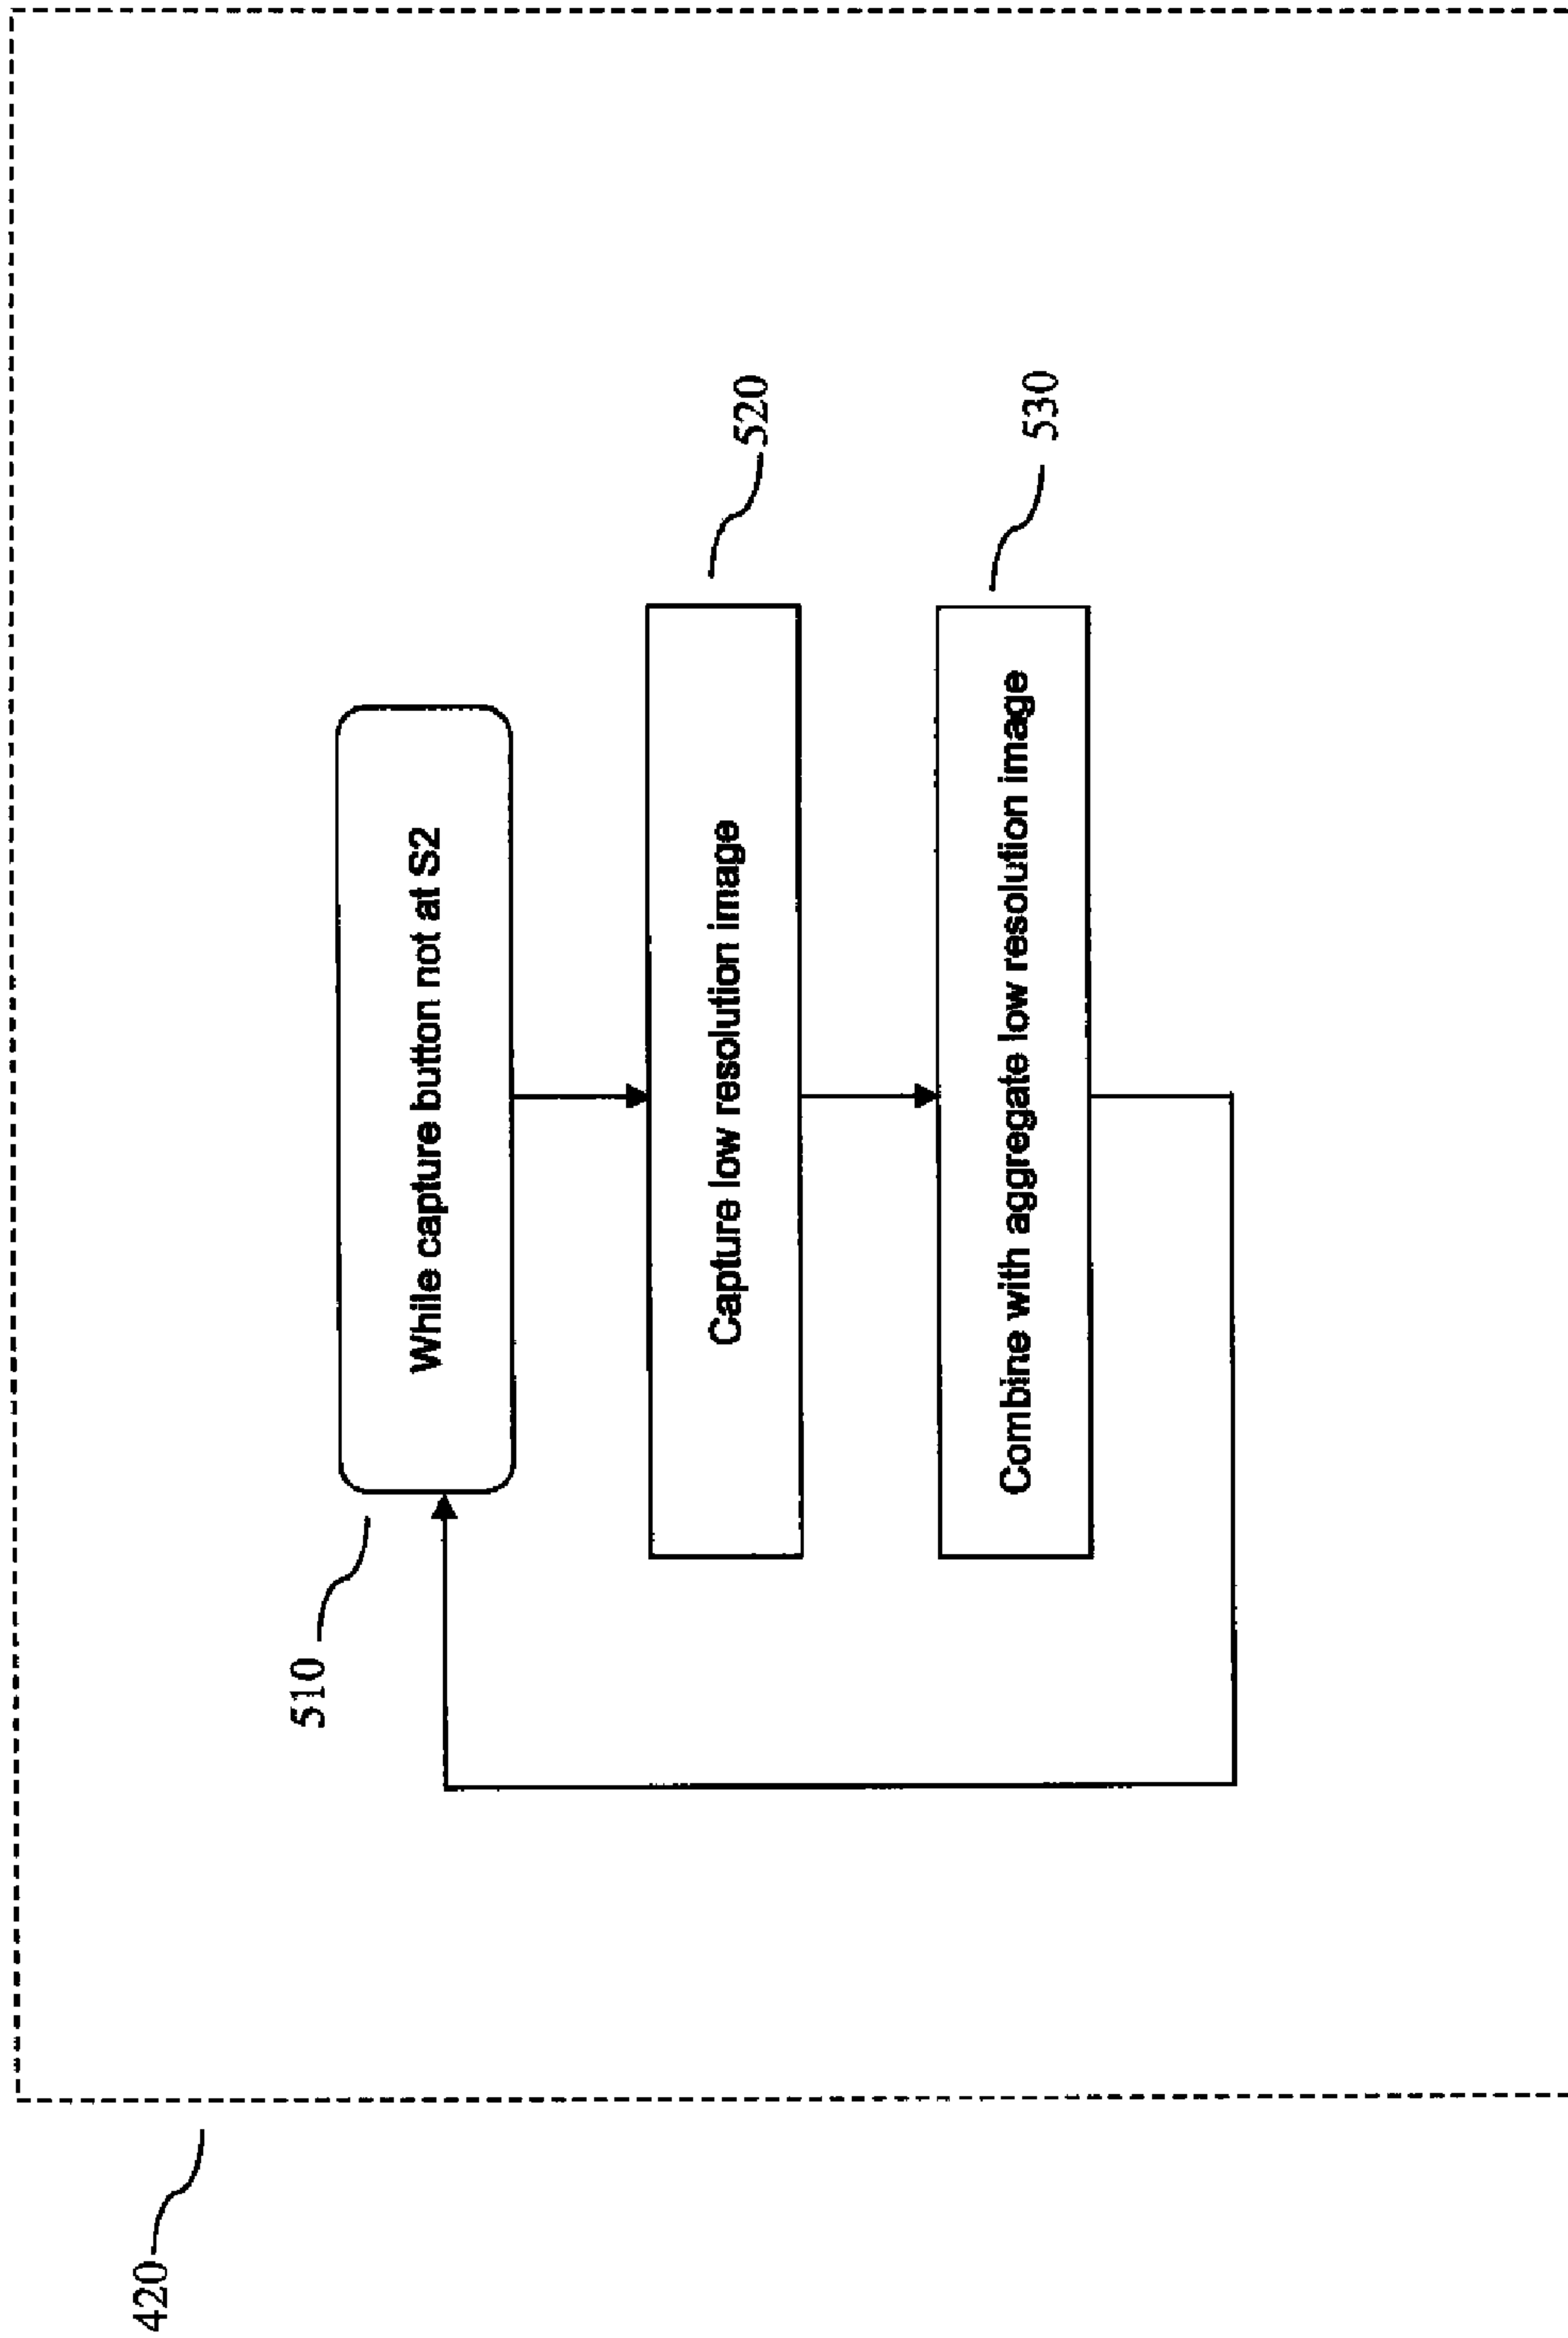 420
510
While capture button not at S2
Capture low resolution image
520
Combine with aggregate low resolution image
530